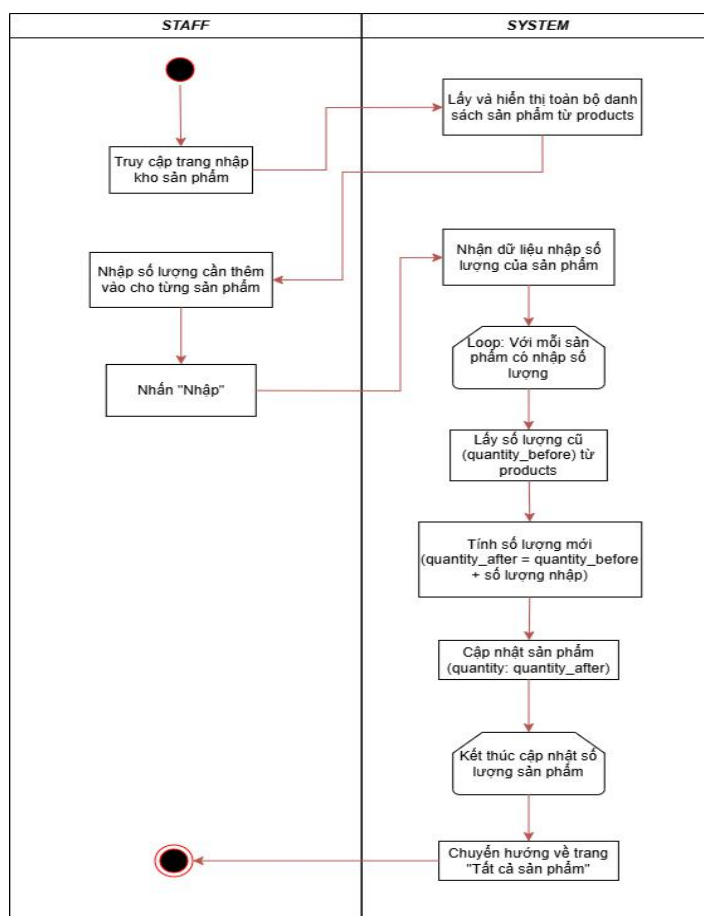 STAFF
SYSTEM
Lấy và hiển thị toàn bộ danh
sách sản phẩm từ products
Truy cập trang nhập
kho sản phẩm
Nhập số lượng cần thêm
vào cho từng sản phẩm
Nhận dữ liệu nhập số
lượng của sản phẩm
Nhấn "Nhập"
Loop: Với mỗi sản
phẩm có nhập số
lượng
Lấy số lượng cũ
(quantity_before) từ
products
Tính số lượng mới
(quantity_after = quantity_before
+ số lượng nhập)
Cập nhật sản phẩm
(quantity: quantity_after)
Kết thúc cập nhật số
lượng sản phẩm
Chuyển hướng về trang
"Tất cả sản phẩm"